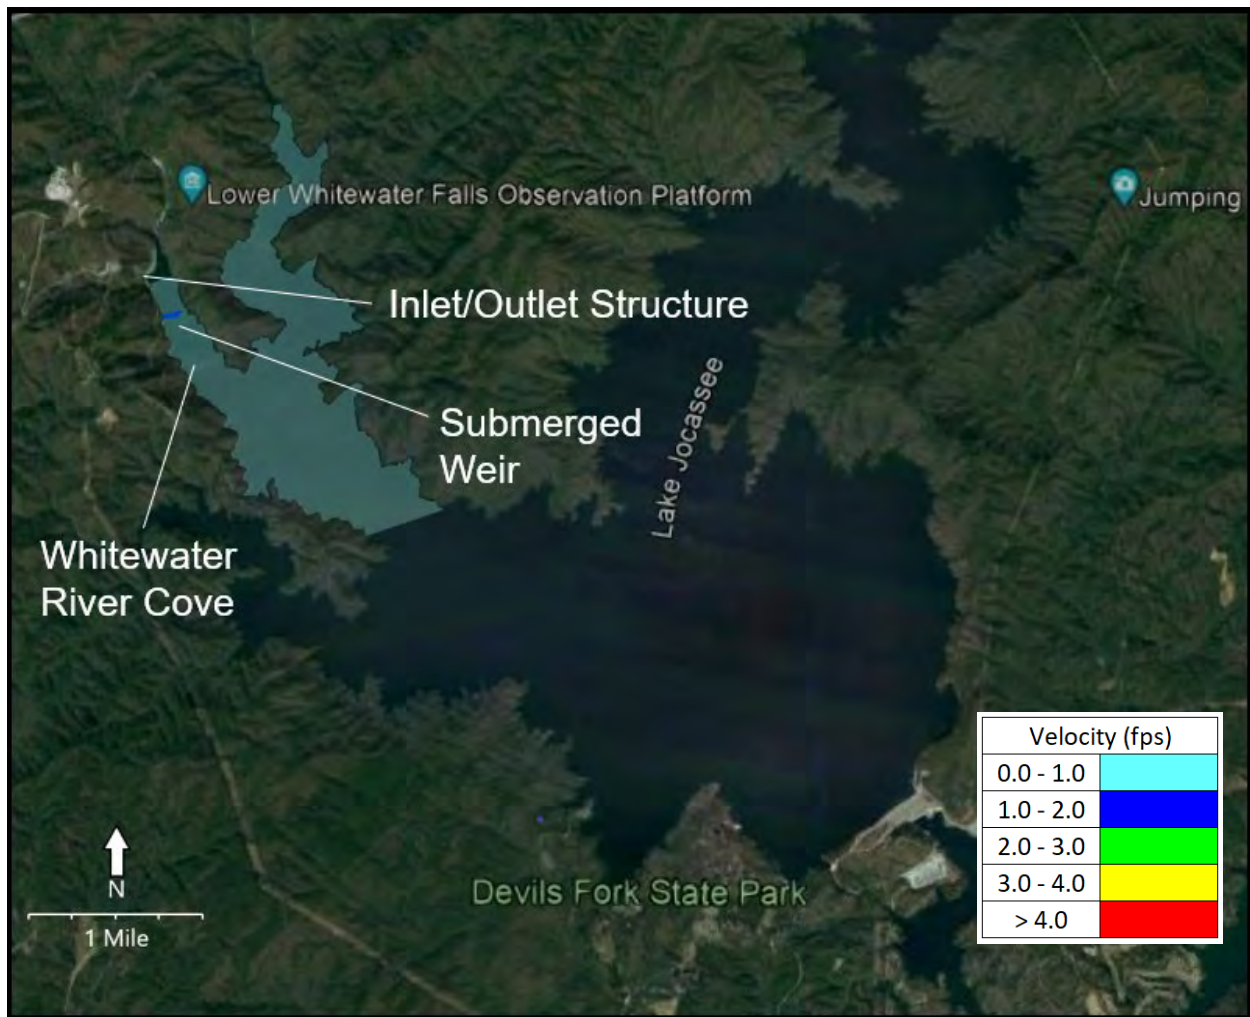 Lower Whitewater Falls Observation Platform
Jumping
Inlet/Outlet Structure
Submerged
Weir
Lake Jocassee
Whitewater
River Cove
Velocity (fps)
0.0 - 1.0
1.0 - 2.0
2.0 - 3.0
3.0 - 4.0
> 4.0
N
1 Mile
Devils Fork State Park